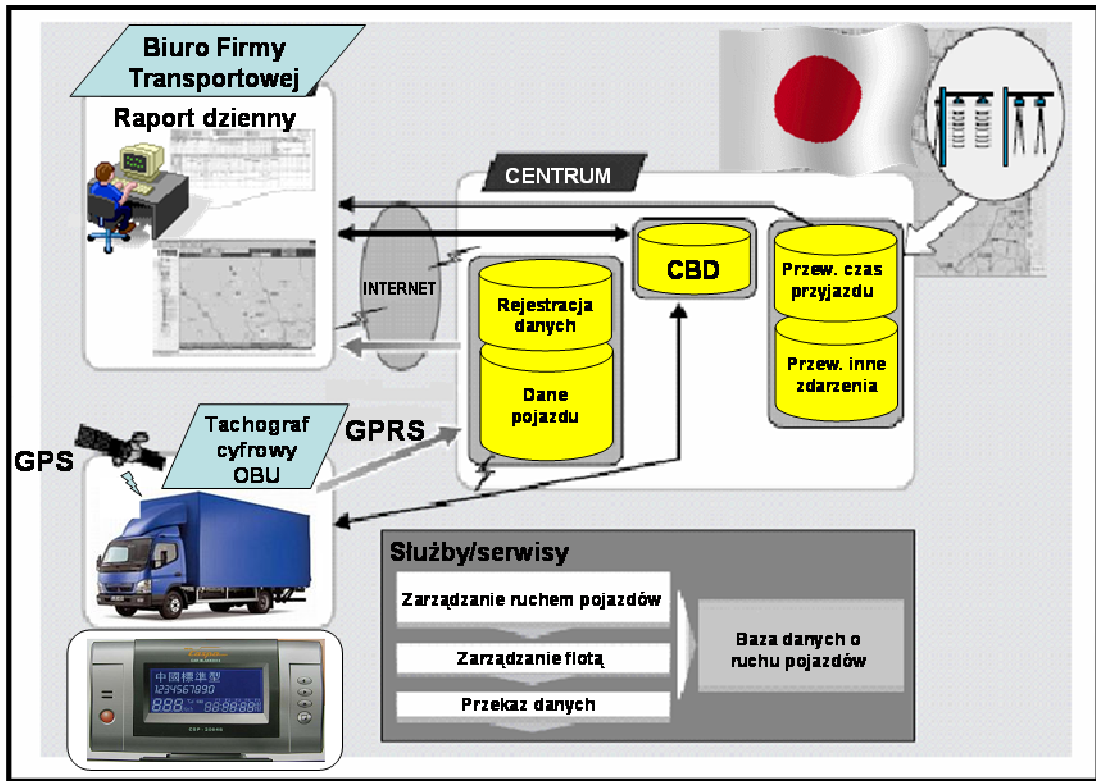 Biuro Firmy
Transportowej
Raport dzienny
CENTRUM
INTERNET
CBD
Przew. czas
przyjazdu
Rejestracja
danych
Przew. inne
zdarzenia
Dane
pojazdu
Tachograf
cyfrowy
OBU
GPRS
GPS
Służby/serwisy
Zarządzanie ruchem pojazdów
Zarządzanie flotą
Przekaz danych
Baza danych o
ruchu pojazdów
中國標準型
1234567890